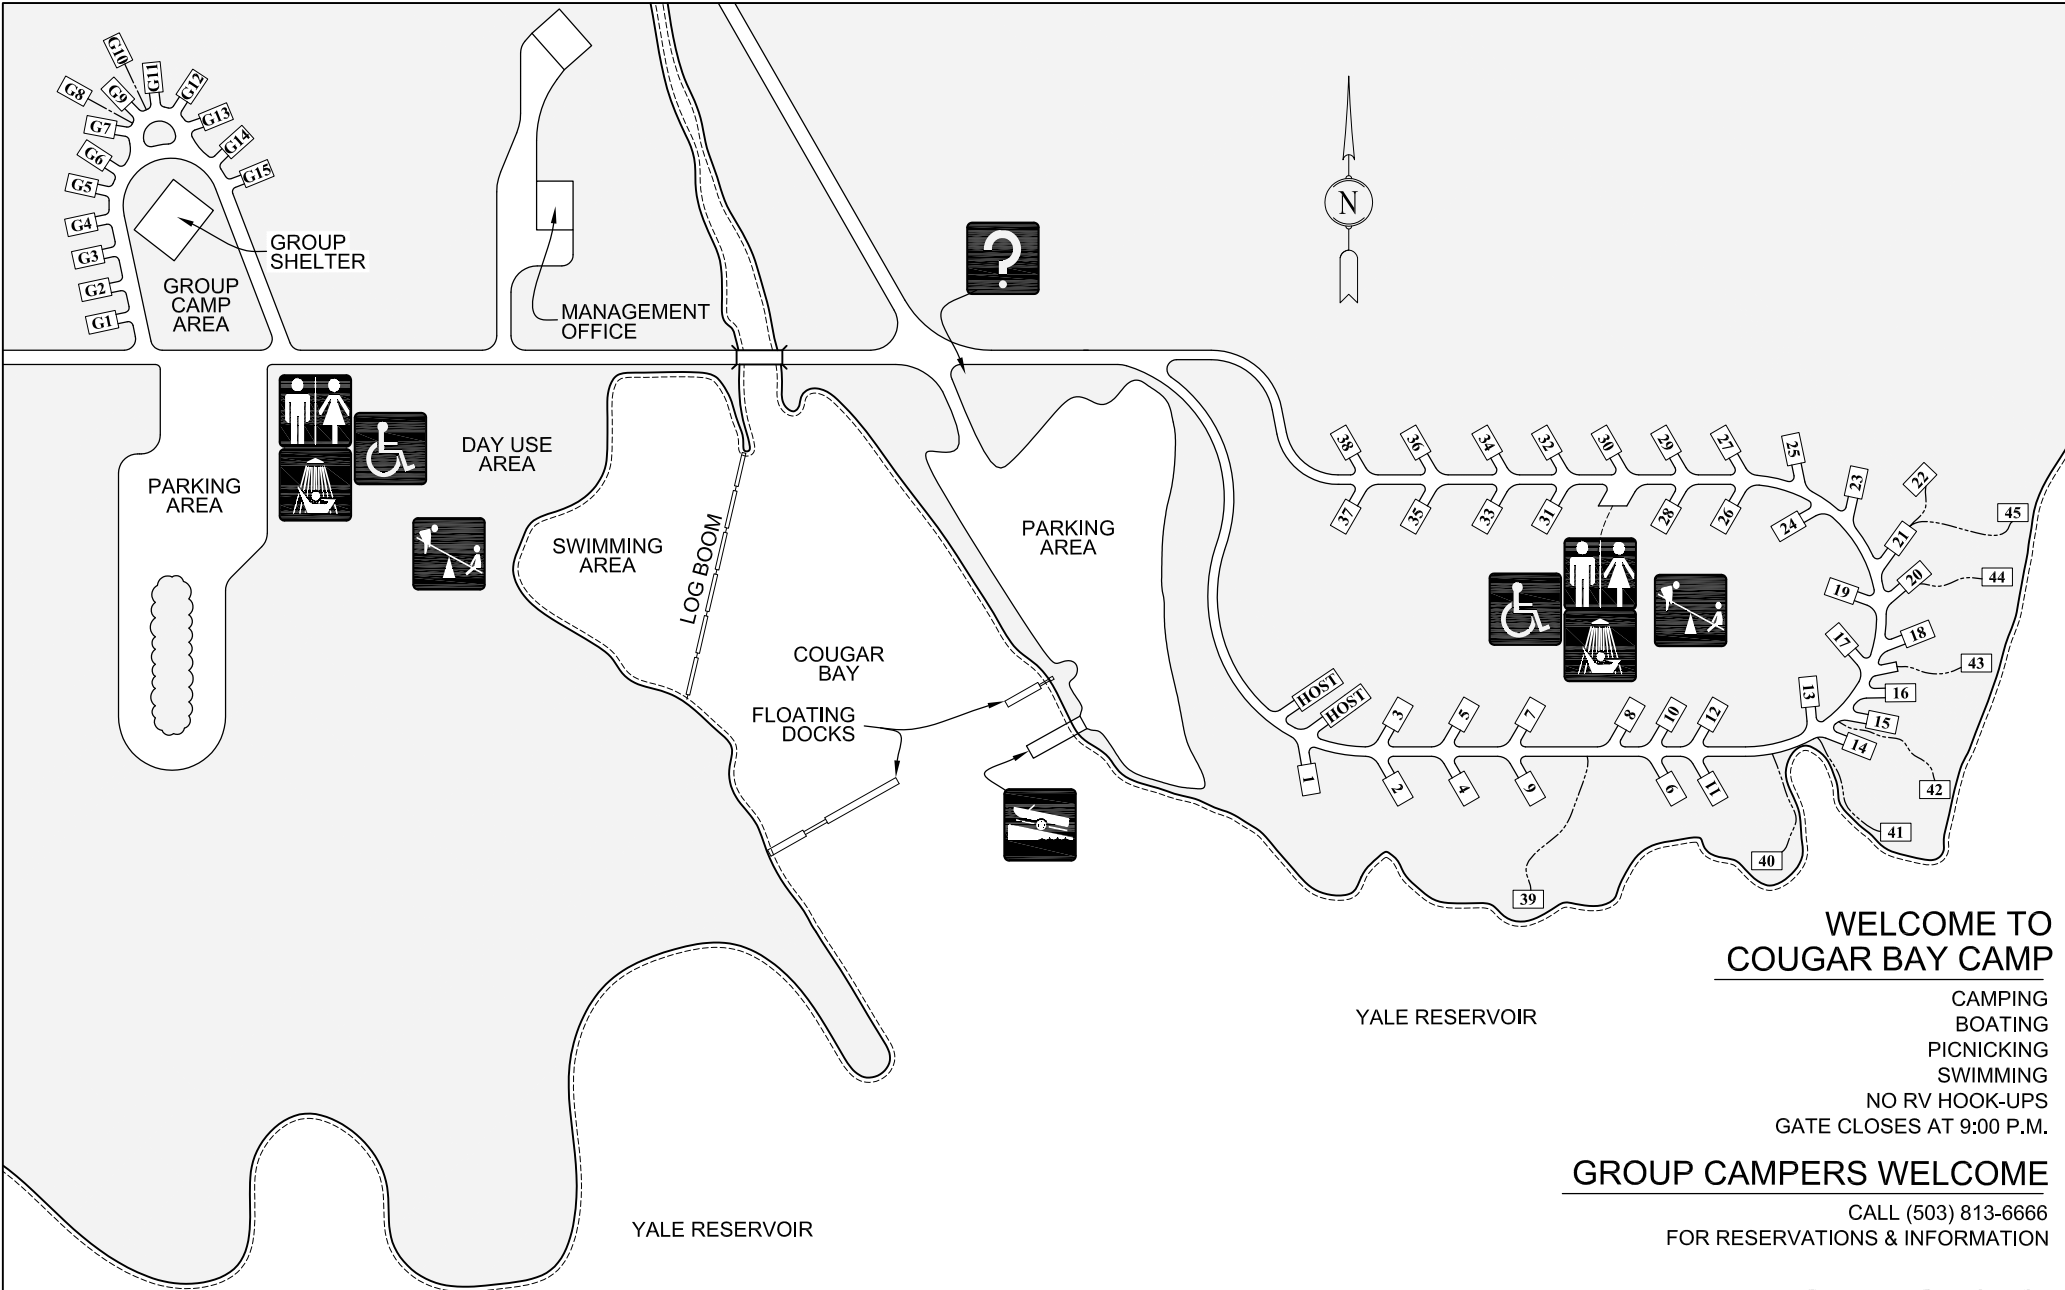 G10
G11
G12
G8
G9
G13
G7
G14
G6
G15
G5
G4
G3
G2
G1
GROUP
SHELTER
GROUP
CAMP
AREA
MANAGEMENT
OFFICE
?
N
PARKING
AREA
DAY USE
AREA
SWIMMING
AREA
LOG BOOM
COUGAR
BAY
FLOATING
DOCKS
PARKING
AREA
38
36
34
32
30
29
27
25
23
22
45
37
35
33
31
28
26
24
21
20
44
19
18
17
43
16
15
14
13
HOST
HOST
3
5
7
8
10
12
1
2
4
9
6
11
42
41
40
39
WELCOME TO
COUGAR BAY CAMP
CAMPING
BOATING
PICNICKING
SWIMMING
NO RV HOOK-UPS
GATE CLOSES AT 9:00 P.M.
GROUP CAMPERS WELCOME
CALL (503) 813-6666
FOR RESERVATIONS & INFORMATION
YALE RESERVOIR
YALE RESERVOIR